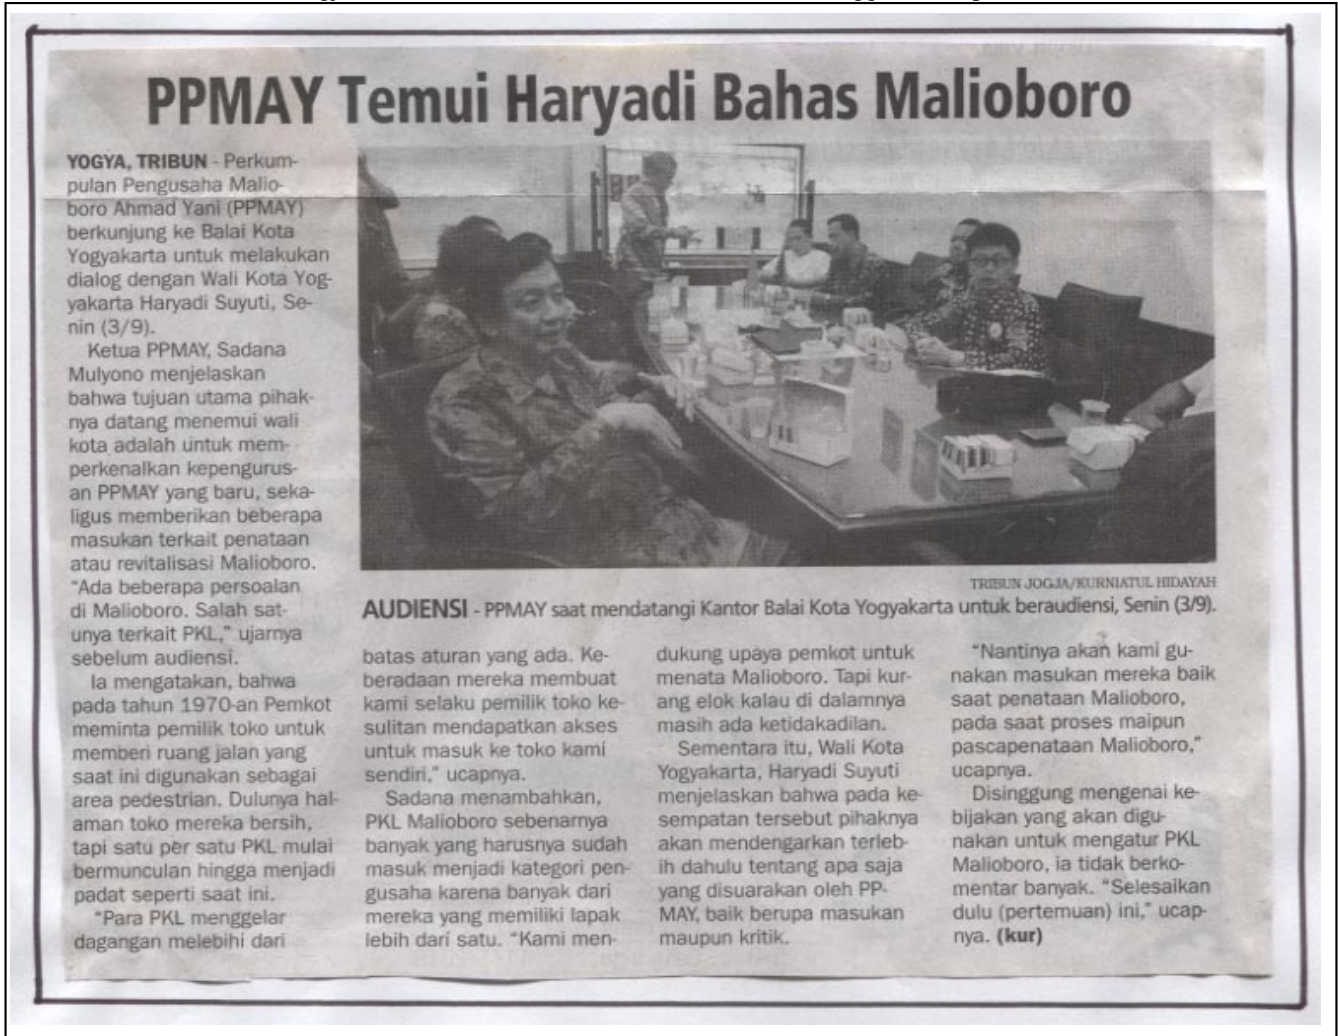 PPMAY Temui Haryadi Bahas Malioboro
YOGYA, TRIBUN - Perkum-
pulan Pengusaha Malio-
boro Ahmad Yani (PPMAY)
berkunjung ke Balai Kota
Yogyakarta untuk melakukan
dialog dengan Wali Kota Yog-
yakarta Haryadi Suyuti, Se-
nin (3/9).
Ketua PPMAY, Sadana
Mulyono menjelaskan
bahwa tujuan utama pihak-
nya datang menemui wali
kota adalah untuk mem-
perkenalkan kepengurus-
an PPMAY yang baru, seka-
ligus memberikan beberapa
masukan terkait penataan
atau revitalisasi Malioboro.
"Ada beberapa persoalan
di Malioboro. Salah sat-
unya terkait PKL," ujarnya
sebelum audiensi.
Ia mengatakan, bahwa
pada tahun 1970-an Pemkot
meminta pemilik toko untuk
memberi ruang jalan yang
saat ini digunakan sebagai
area pedestrian. Dulunya hal-
aman toko mereka bersih,
tapi satu per satu PKL mulai
bermunculan hingga menjadi
padat seperti saat ini.
"Para PKL menggelar
dagangan melebihi dari
TRIBUN JOGJA/KURNIATUL HIDAYAH
AUDIENSI - PPMAY saat mendatangi Kantor Balai Kota Yogyakarta untuk beraudiensi, Senin (3/9).
batas aturan yang ada. Ke-
beradaan mereka membuat
kami selaku pemilik toko ke-
sulitan mendapatkan akses
untuk masuk ke toko kami
sendiri," ucapnya.
Sadana menambahkan,
PKL Malioboro sebenarnya
banyak yang harusnya sudah
masuk menjadi kategori pen-
gusaha karena banyak dari
mereka yang memiliki lapak
lebih dari satu. "Kami men-
dukung upaya pemkot untuk
menata Malioboro. Tapi kur-
ang elok kalau di dalamnya
masih ada ketidakadilan.
Sementara itu, Wali Kota
Yogyakarta, Haryadi Suyuti
menjelaskan bahwa pada ke-
sempatan tersebut pihaknya
akan mendengarkan terleb-
ih dahulu tentang apa saja
yang disuarakan oleh PP-
MAY, baik berupa masukan
maupun kritik.
"Nantinya akan kami gu-
nakan masukan mereka baik
saat penataan Malioboro,
pada saat proses maipun
pascapenataan Malioboro,"
ucapnya.
Disinggung mengenai ke-
bijakan yang akan digu-
nakan untuk mengatur PKL
Malioboro, ia tidak berko-
mentar banyak. "Selesaikan
dulu (pertemuan) ini," ucap-
nya. (kur)